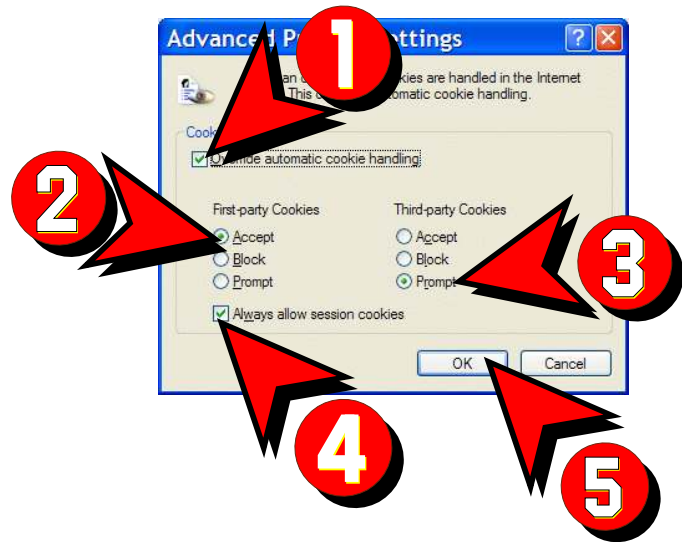 Advanced P ettings
1
an kies are handled in the Internet
This omatic cookie handling.
Cook
Override automatic cookie handling
2
First-party Cookies Third-party Cookies
Accept Accept
Block Block
Prompt Prompt
3
Always allow session cookies
OK Cancel
4
5